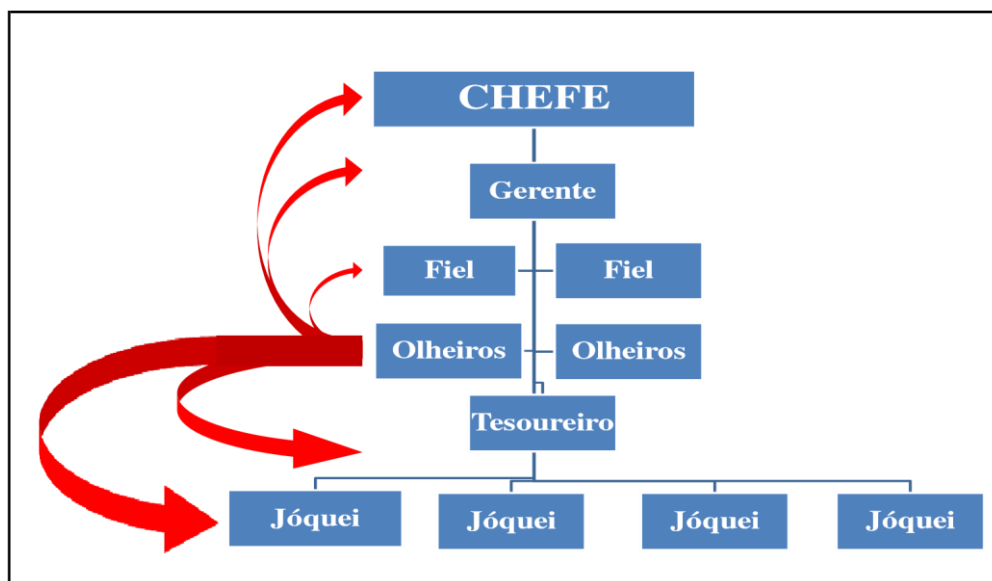 CHEFE
Gerente
Fiel
Fiel
Olheiros
Olheiros
Tesoureiro
Jóquei
Jóquei
Jóquei
Jóquei